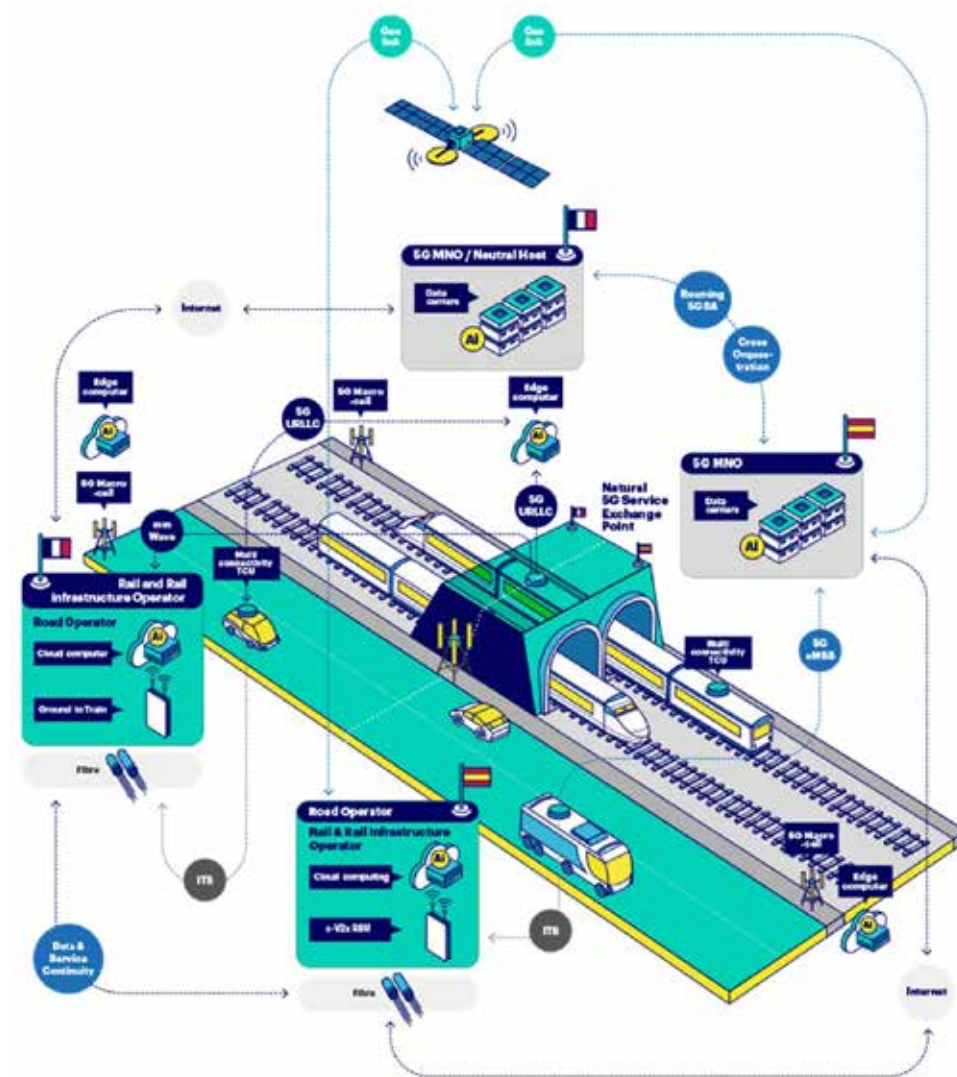 Geo
link
Geo
link
5G MNO / Neutral Host
Data
centers
AI
Internet
Roaming
5G SA
Cross
Orques-
tration
Edge
computer
AI
5G Macro
-cell
5G
URLLC
Edge
computer
AI
5G MNO
Data
centers
AI
5G Macro
-cell
mm
Wave
Multi
connectivity
TCU
5G
URLLC
Natural
5G Service
Exchange
Point
Rail and Rail
Infrastructure Operator
Road Operator
Cloud computer
AI
Ground to Train
Fibre
Multi
connectivity
TCU
5G
eMBB
Road Operator
Rail & Rail Infrastructure
Operator
Cloud computing
AI
c-V2x RSU
Fibre
ITS
ITS
5G Macro
-cell
Edge
computer
AI
Data &
Service
Continuity
Internet